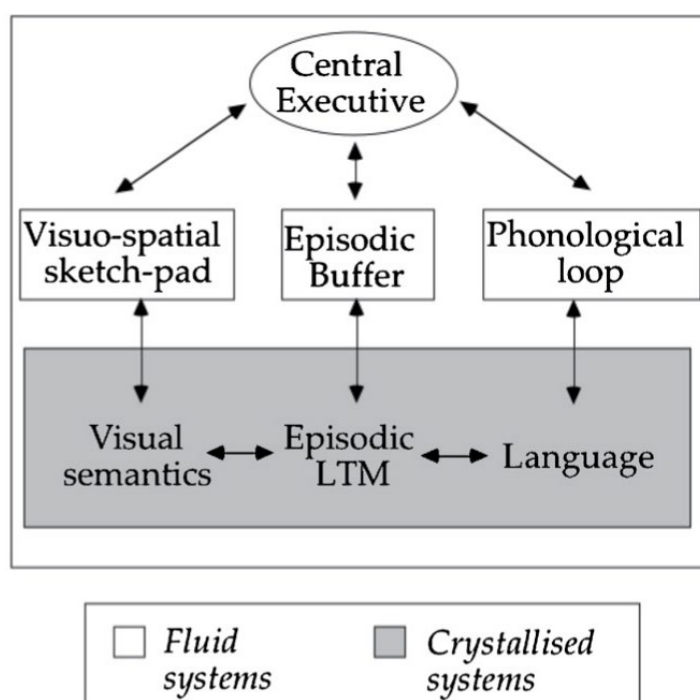 Central
Executive
Visuo-spatial
sketch-pad
Episodic
Buffer
Phonological
loop
Visual
semantics
Episodic
LTM
Language
Fluid
systems
Crystallised
systems